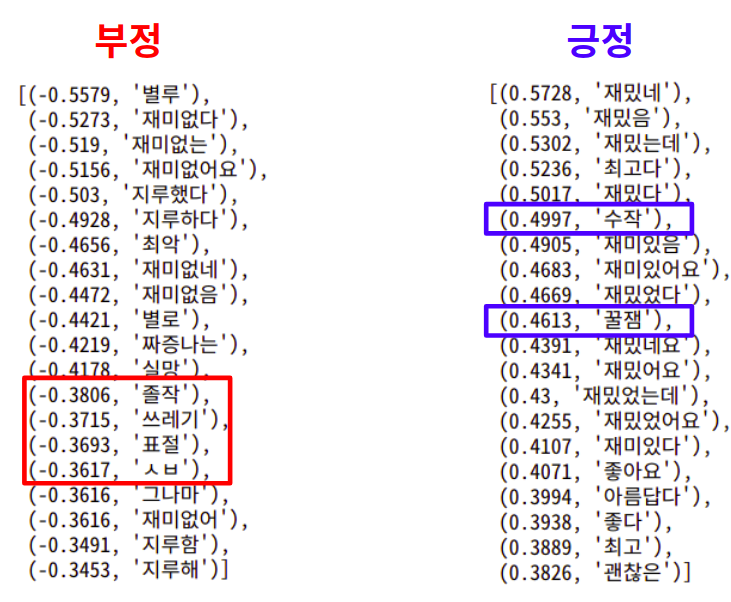 부정
[(-0.5579, '별루'),
(-0.5273, '재미없다'),
(-0.519, '재미없는'),
(-0.5156, '재미없어요'),
(-0.503, '지루했다'),
(-0.4928, '지루하다'),
(-0.4656, '최악'),
(-0.4631, '재미없네'),
(-0.4472, '재미없음'),
(-0.4421, '별로'),
(-0.4219, '짜증나는'),
(-0.4178, '실망'),
(-0.3806, '졸작'),
(-0.3715, '쓰레기'),
(-0.3693, '표절'),
(-0.3617, 'ㅅㅂ'),
(-0.3616, '그나마'),
(-0.3616, '재미없어'),
(-0.3491, '지루함'),
(-0.3453, '지루해')]
긍정
[(0.5728, '재밌네'),
(0.553, '재밌음'),
(0.5302, '재밌는데'),
(0.5236, '최고다'),
(0.5017, '재밌다'),
(0.4997, '수작'),
(0.4905, '재미있음'),
(0.4683, '재미있어요'),
(0.4669, '재밌었다'),
(0.4613, '꿀잼'),
(0.4391, '재밌네요'),
(0.4341, '재밌어요'),
(0.43, '재밌었는데'),
(0.4255, '재밌었어요'),
(0.4107, '재미있다'),
(0.4071, '좋아요'),
(0.3994, '아름답다'),
(0.3938, '좋다'),
(0.3889, '최고'),
(0.3826, '괜찮은')]